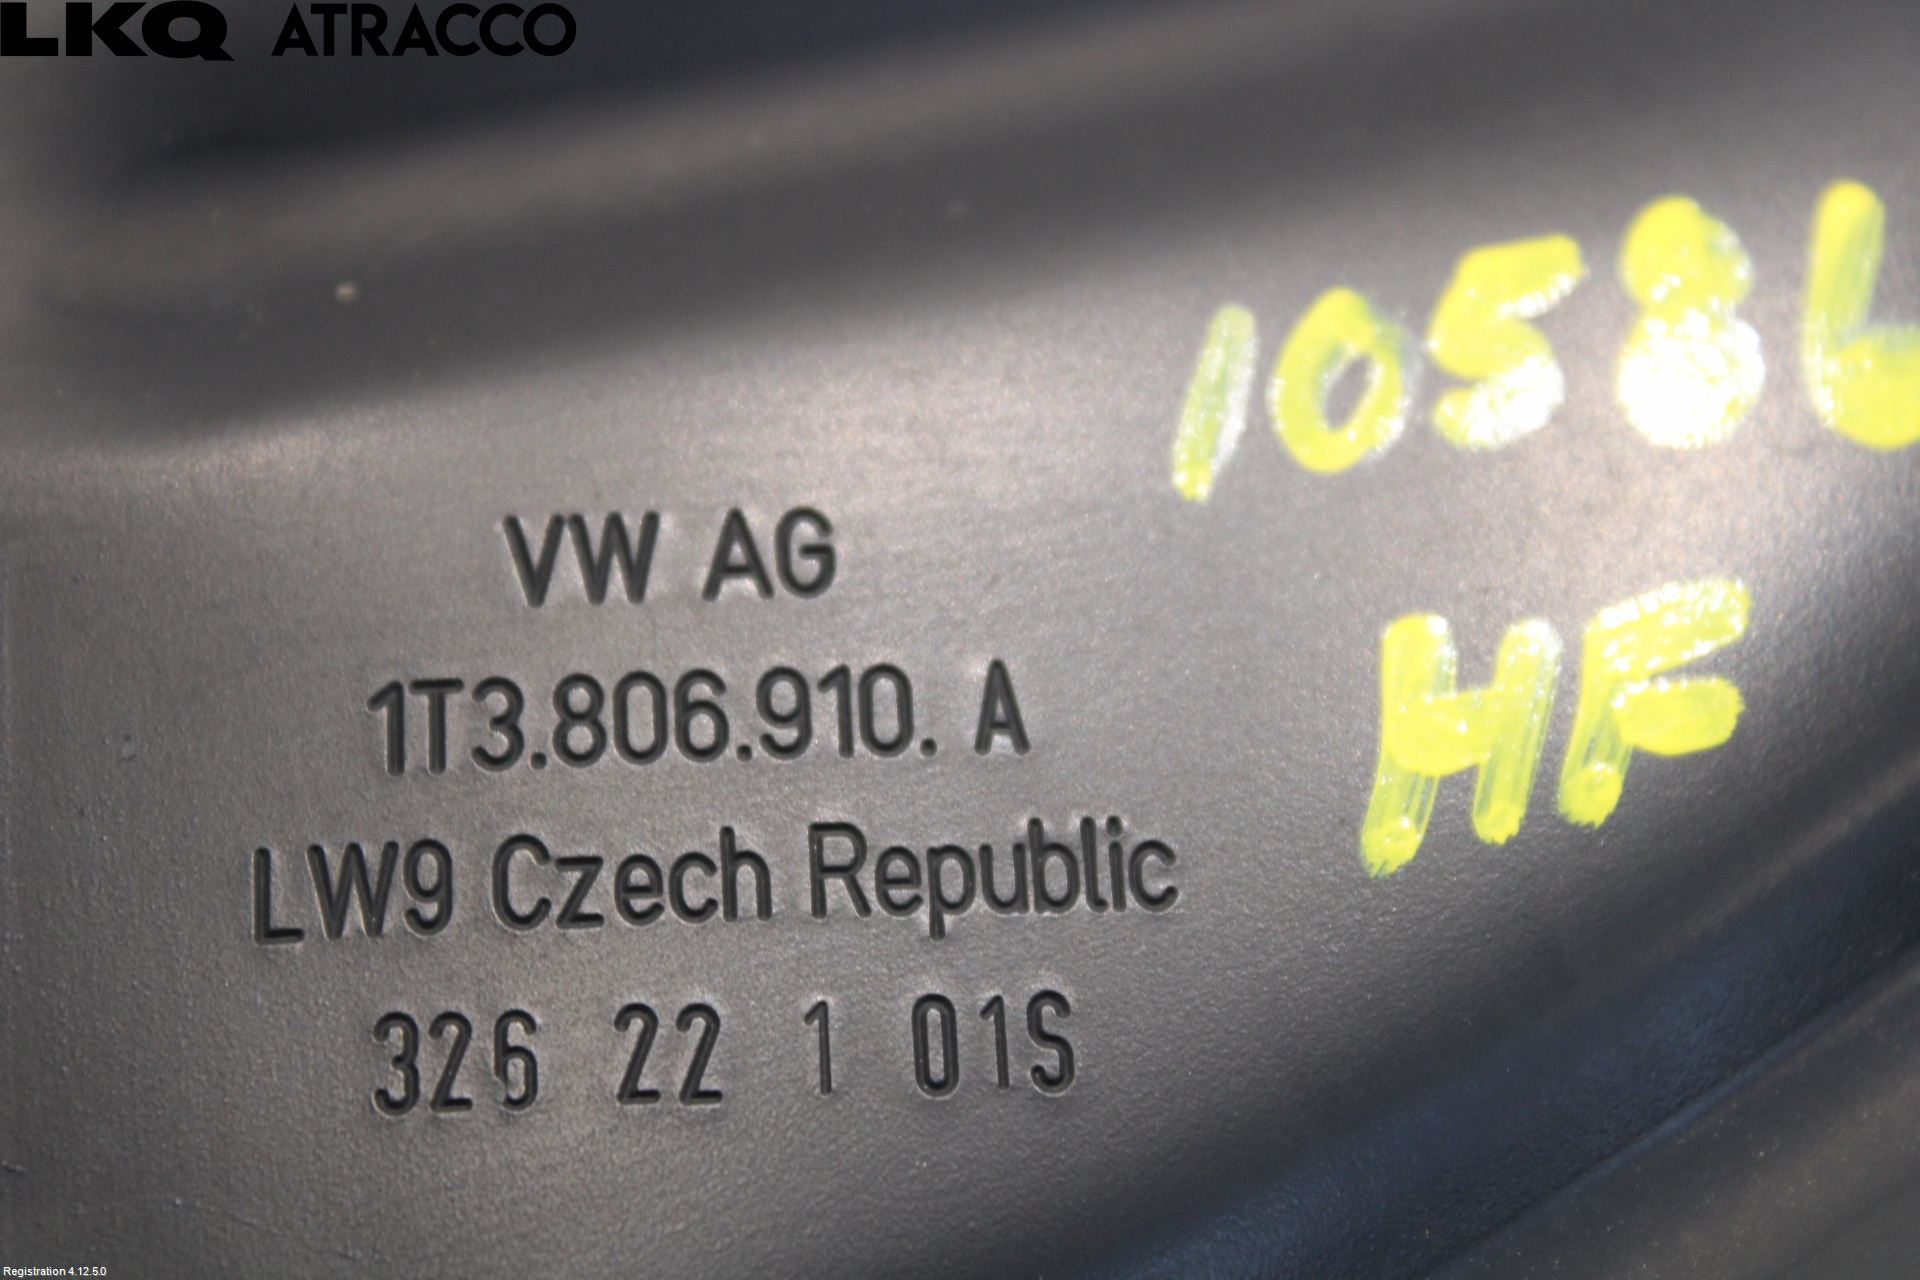 LKQ ATRACCO
10586
HF
VW AG
1T3.806.910. A
LW9 Czech Republic
326 22 1 01S
Registration 4.12.5.0